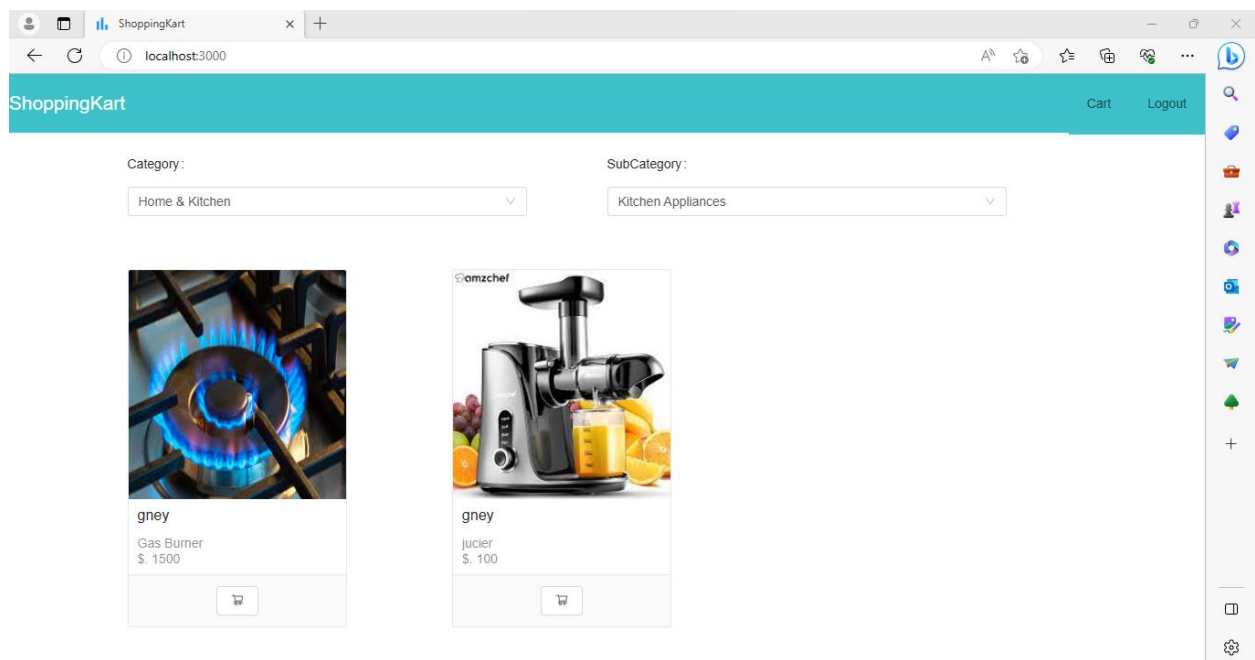 ShoppingKart
localhost:3000
ShoppingKart
Cart Logout
Category :
SubCategory :
Home & Kitchen
Kitchen Appliances
amzchef
gney
Gas Burner
$. 1500
gney
jucier
$. 100